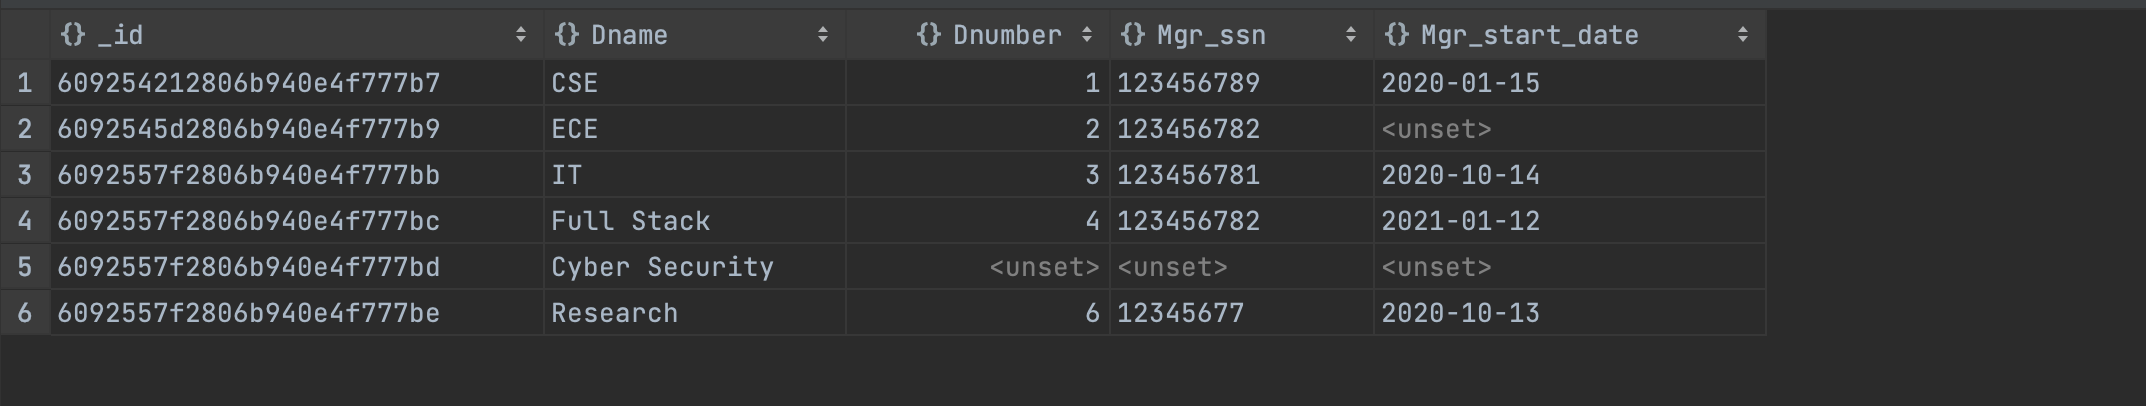 {} _id {} Dname {} Dnumber {} Mgr_ssn {} Mgr_start_date
1 609254212806b940e4f777b7 CSE 1 123456789 2020-01-15
2 6092545d2806b940e4f777b9 ECE 2 123456782 <unset>
3 6092557f2806b940e4f777bb IT 3 123456781 2020-10-14
4 6092557f2806b940e4f777bc Full Stack 4 123456782 2021-01-12
5 6092557f2806b940e4f777bd Cyber Security <unset> <unset> <unset>
6 6092557f2806b940e4f777be Research 6 12345677 2020-10-13